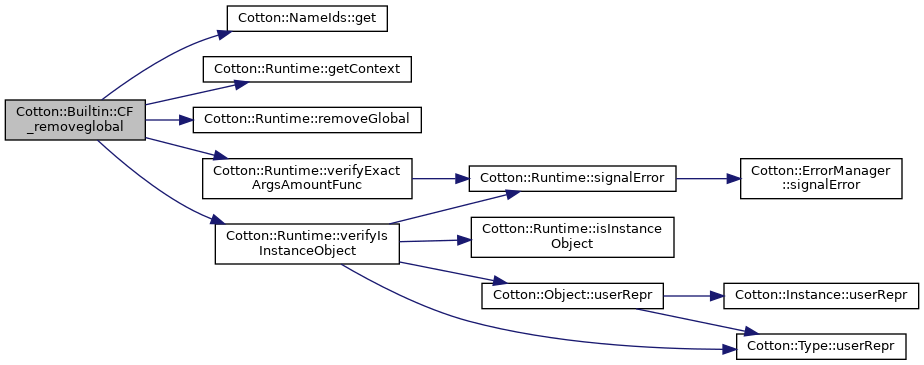 Cotton::Builtin::CF
_removeglobal
Cotton::NameIds::get
Cotton::Runtime::getContext
Cotton::Runtime::removeGlobal
Cotton::Runtime::verifyExact
ArgsAmountFunc
Cotton::Runtime::verifyIs
InstanceObject
Cotton::Runtime::signalError
Cotton::Runtime::isInstance
Object
Cotton::Object::userRepr
Cotton::ErrorManager
::signalError
Cotton::Instance::userRepr
Cotton::Type::userRepr